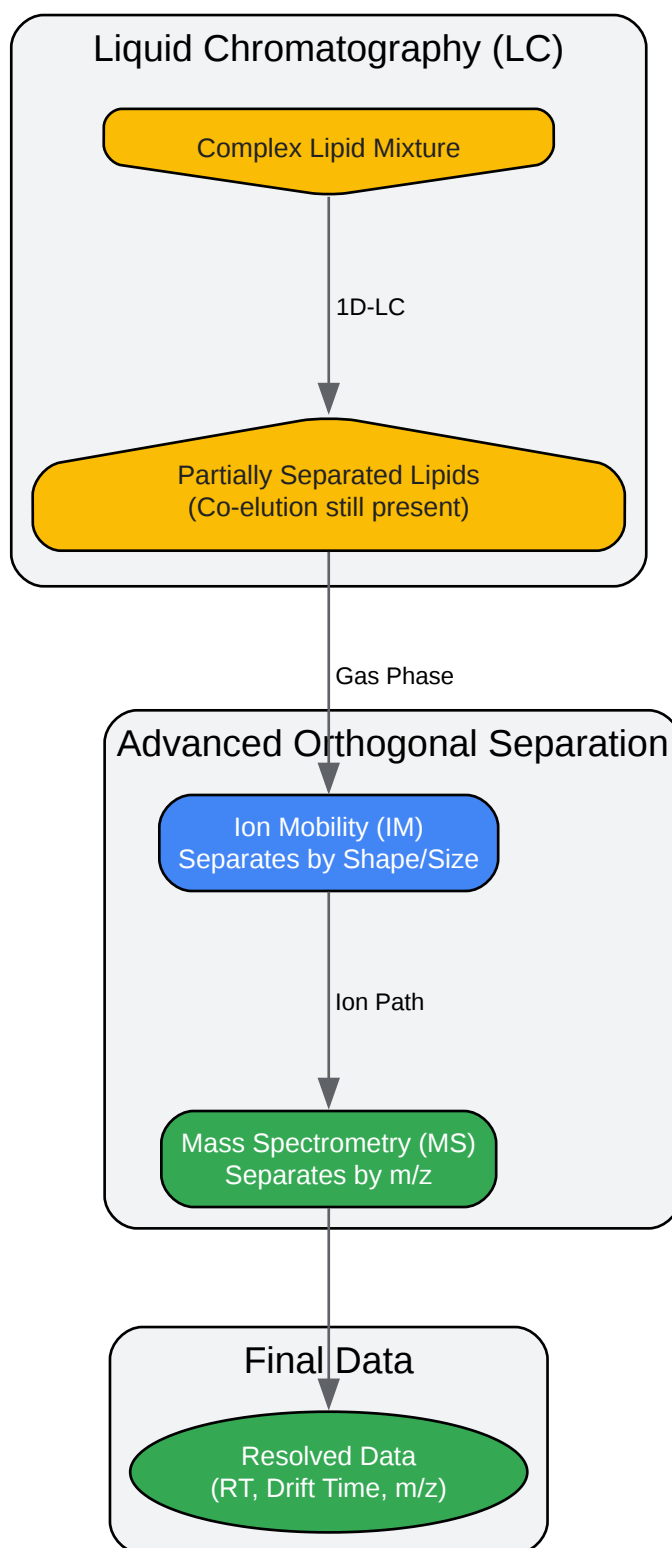 Liquid Chromatography (LC)
Complex Lipid Mixture
1D-LC
Partially Separated Lipids
(Co-elution still present)
Gas Phase
Advanced Orthogonal Separation
Ion Mobility (IM)
Separates by Shape/Size
Ion Path
Mass Spectrometry (MS)
Separates by m/z
Final Data
Resolved Data
(RT, Drift Time, m/z)